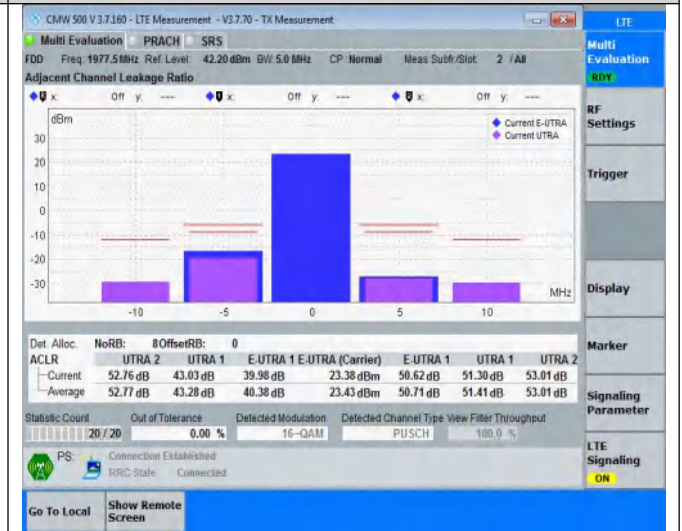 CMW 500 V 3.7.160 - LTE Measurement - V3.7.70 - TX Measurement
LTE
Multi Evaluation PRACH SRS
FDD Freq.: 1977.5 MHz Ref. Level: 42.20 dBm BW: 5.0 MHz CP: Normal Meas Subfr./Slot: 2 / All
Adjacent Channel Leakage Ratio
x: Off y: --- x: Off y: --- x: Off y: ---
dBm
Current E-UTRA
Current UTRA
30
20
10
0
-10
-20
-30
MHz
-10 -5 0 5 10
Det. Alloc. NoRB: 8 OffsetRB: 0
ACLR UTRA 2 UTRA 1 E-UTRA 1 E-UTRA (Carrier) E-UTRA 1 UTRA 1 UTRA 2
Current 52.76 dB 43.03 dB 39.98 dB 23.38 dBm 50.62 dB 51.30 dB 53.01 dB
Average 52.77 dB 43.28 dB 40.38 dB 23.43 dBm 50.71 dB 51.41 dB 53.01 dB
Statistic Count Out of Tolerance Detected Modulation Detected Channel Type View Filter Throughput
20 / 20 0.00 % 16-QAM PUSCH 100.0 %
PS: Connection Established
RRC State Connected
Multi
Evaluation
RDY
RF
Settings
Trigger
Display
Marker
Signaling
Parameter
LTE
Signaling
ON
Go To Local
Show Remote
Screen